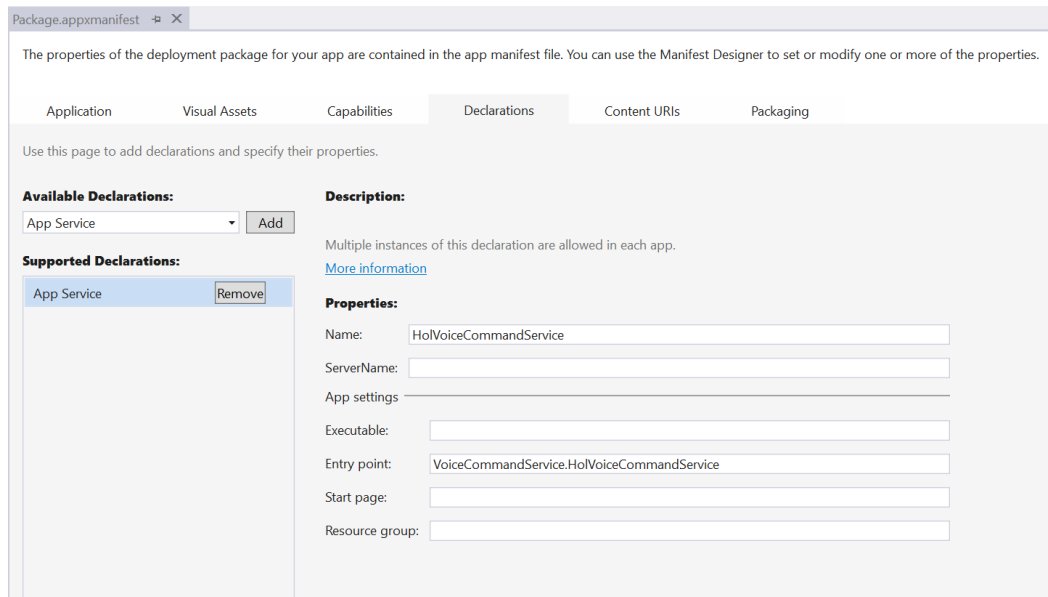 Package.appxmanifest
The properties of the deployment package for your app are contained in the app manifest file. You can use the Manifest Designer to set or modify one or more of the properties.
Application Visual Assets Capabilities Declarations Content URIs Packaging
Use this page to add declarations and specify their properties.
Available Declarations:
App Service Add
Supported Declarations:
App Service Remove
Description:
Multiple instances of this declaration are allowed in each app.
More information
Properties:
Name: HolVoiceCommandService
ServerName:
App settings
Executable:
Entry point: VoiceCommandService.HolVoiceCommandService
Start page:
Resource group: